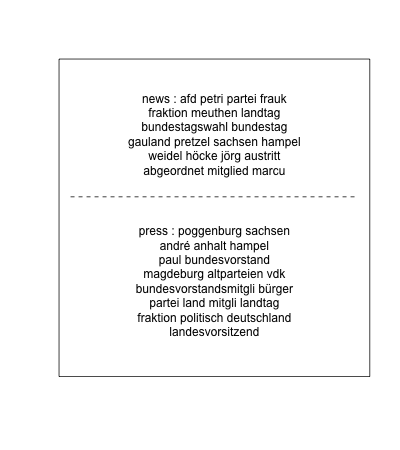 news : afd petri partei frauk
fraktion meuthen landtag
bundestagswahl bundestag
gauland pretzel sachsen hampel
weidel höcke jörg austritt
abgeordnet mitglied marcu
press : poggenburg sachsen
andré anhalt hampel
paul bundesvorstand
magdeburg altparteien vdk
bundesvorstandsmitgli bürger
partei land mitgli landtag
fraktion politisch deutschland
landesvorsitzend